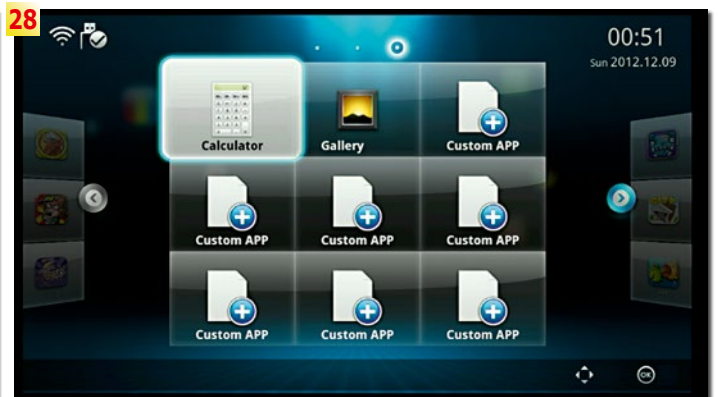 28
00:51
Sun 2012.12.09
Calculator Gallery Custom APP
Custom APP Custom APP Custom APP
Custom APP Custom APP Custom APP
OK